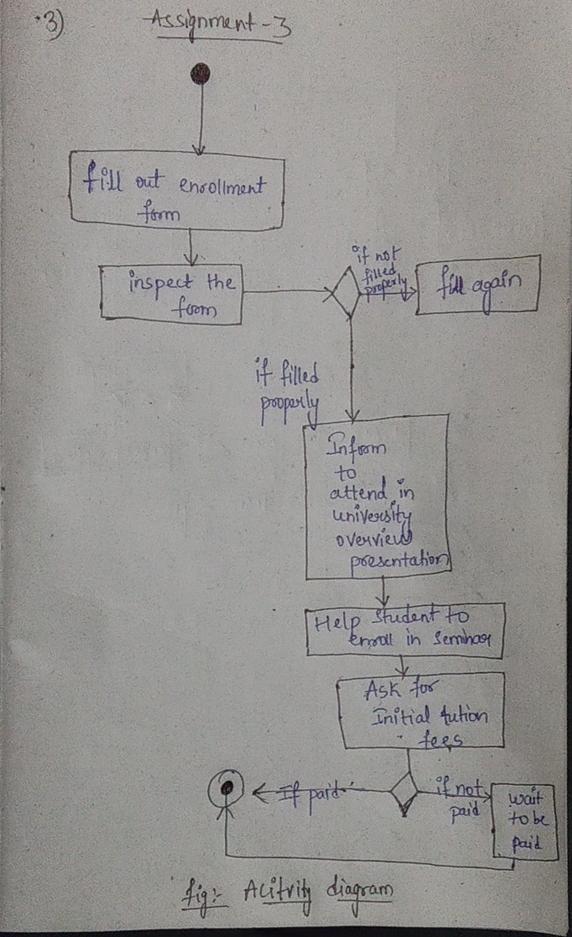 3)
Assignment-3
fill out enrollment
form
inspect the
form
if not
filled
properly
fill again
if filled
properly
Inform
to
attend in
university
overview
presentation
Help Student to
enroll in Seminar
Ask for
Initial tution
fees
If paid
if not
paid
wait
to be
paid
fig:- Acitvity diagram